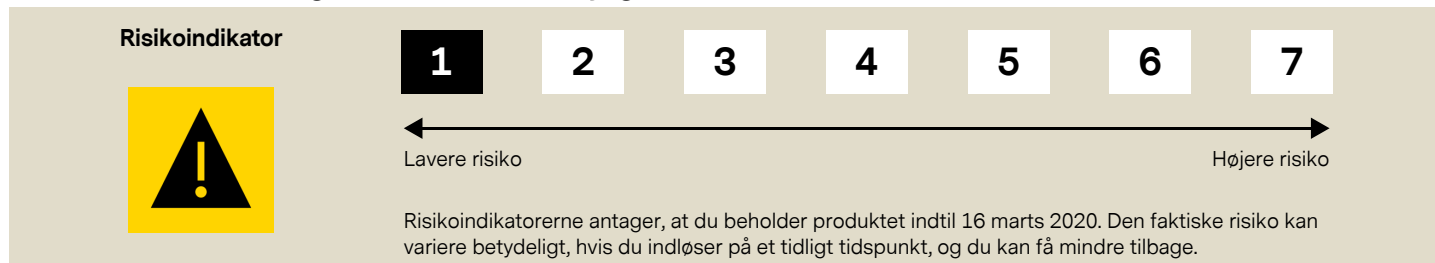 Risikoindikator
1 2 3 4 5 6 7
Lavere risiko Højere risiko
Risikoindikatorerne antager, at du beholder produktet indtil 16 marts 2020. Den faktiske risiko kan
variere betydeligt, hvis du indløser på et tidligt tidspunkt, og du kan få mindre tilbage.